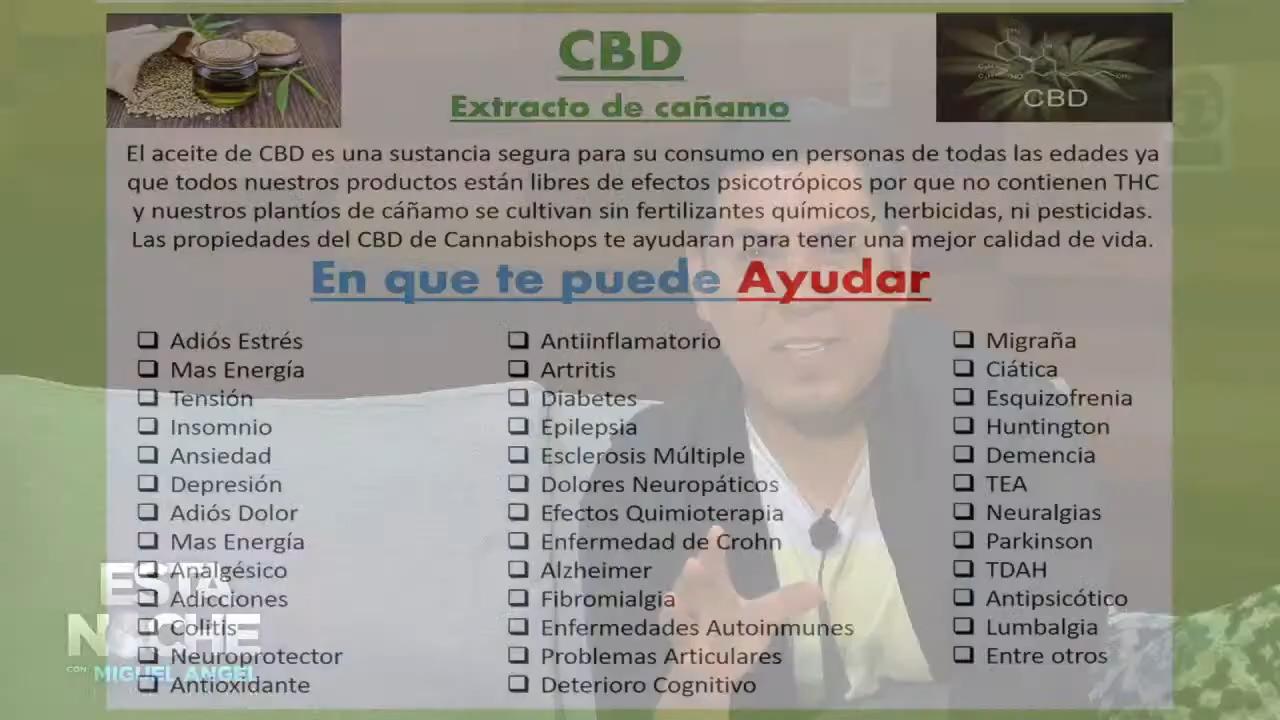 CBD
Extracto de cañamo
CBD
El aceite de CBD es una sustancia segura para su consumo en personas de todas las edades ya
que todos nuestros productos están libres de efectos psicotrópicos por que no contienen THC
y nuestros plantíos de cáñamo se cultivan sin fertilizantes químicos, herbicidas, ni pesticidas.
Las propiedades del CBD de Cannabishops te ayudaran para tener una mejor calidad de vida.
En que te puede Ayudar
Adiós Estrés
Mas Energía
Tensión
Insomnio
Ansiedad
Depresión
Adiós Dolor
Mas Energía
Analgésico
Adicciones
Colitis
Neuroprotector
Antioxidante
Antiinflamatorio
Artritis
Diabetes
Epilepsia
Esclerosis Múltiple
Dolores Neuropáticos
Efectos Quimioterapia
Enfermedad de Crohn
Alzheimer
Fibromialgia
Enfermedades Autoinmunes
Problemas Articulares
Deterioro Cognitivo
Migraña
Ciática
Esquizofrenia
Huntington
Demencia
TEA
Neuralgias
Parkinson
TDAH
Antipsicótico
Lumbalgia
Entre otros
ESTA
NOCHE
CON MIGUEL ANGEL